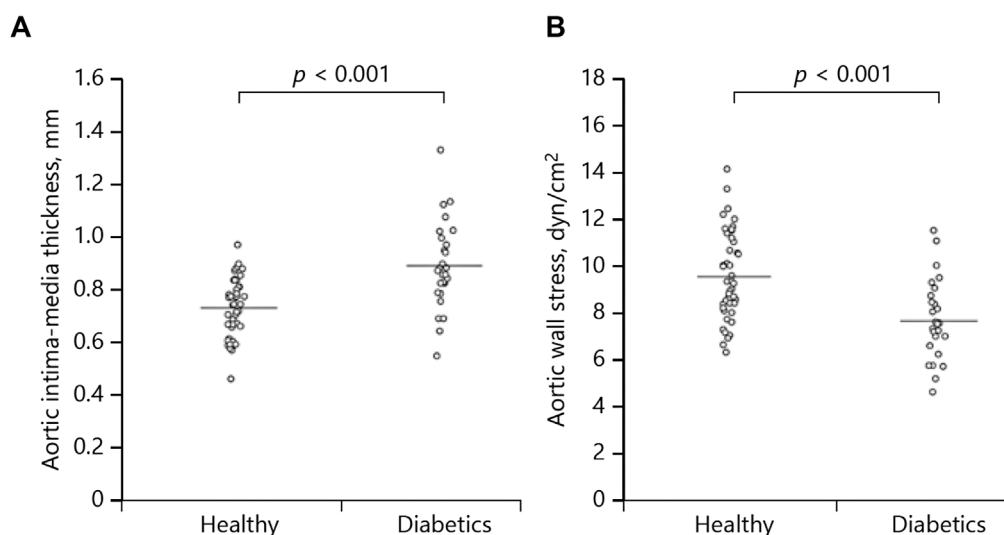 A
Aortic intima-media thickness, mm
1.6
1.4
1.2
1.0
0.8
0.6
0.4
0.2
0
p < 0.001
Healthy
Diabetics
B
Aortic wall stress, dyn/cm²
18
16
14
12
10
8
6
4
2
0
p < 0.001
Healthy
Diabetics